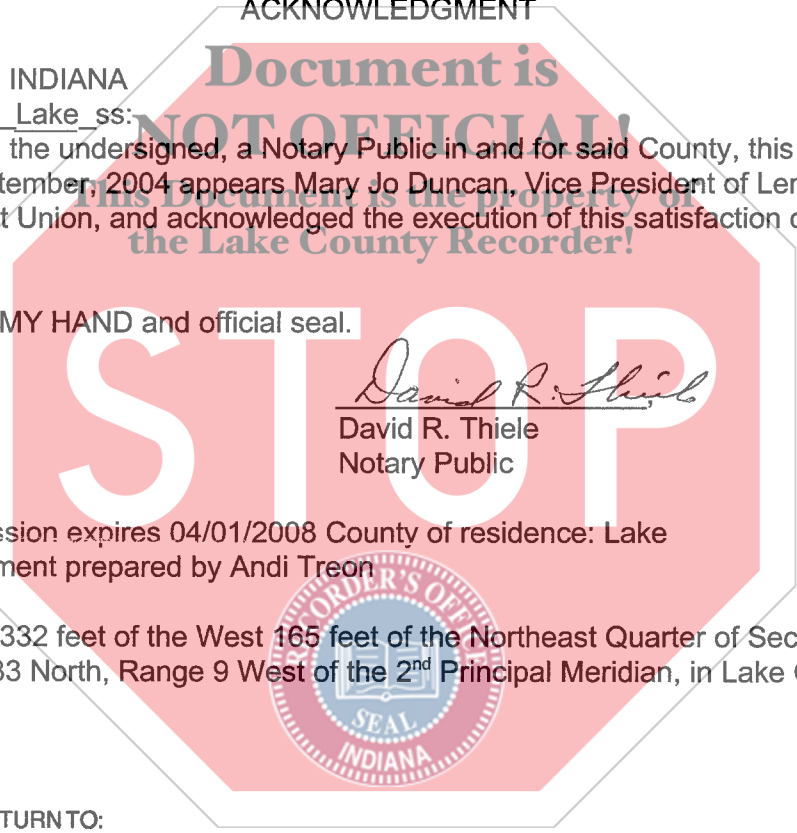 ACKNOWLEDGMENT
Document is
INDIANA
_Lake_ss:
NOT OFFICIAL!
the undersigned, a Notary Public in and for said County, this
tember, 2004 appears Mary Jo Duncan, Vice President of Ler
This Document is the property of
t Union, and acknowledged the execution of this satisfaction o
the Lake County Recorder!
MY HAND and official seal.
STOP
David R. Thiele
David R. Thiele
Notary Public
ssion expires 04/01/2008 County of residence: Lake
ment prepared by Andi Treon
RECORDER'S OFFICE
332 feet of the West 165 feet of the Northeast Quarter of Sec
33 North, Range 9 West of the 2nd Principal Meridian, in Lake
SEAL
INDIANA
TURN TO: